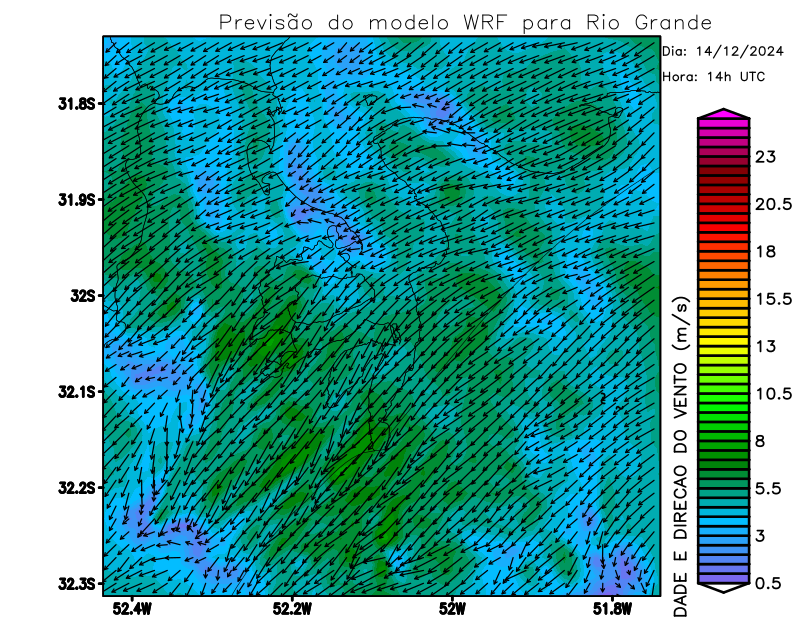 Previsão do modelo WRF para Rio Grande
Dia: 14/12/2024
Hora: 14h UTC
31.8S
31.9S
32S
32.1S
32.2S
32.3S
52.4W
52.2W
52W
51.8W
DADE E DIRECAO DO VENTO (m/s)
23
20.5
18
15.5
13
10.5
8
5.5
3
0.5